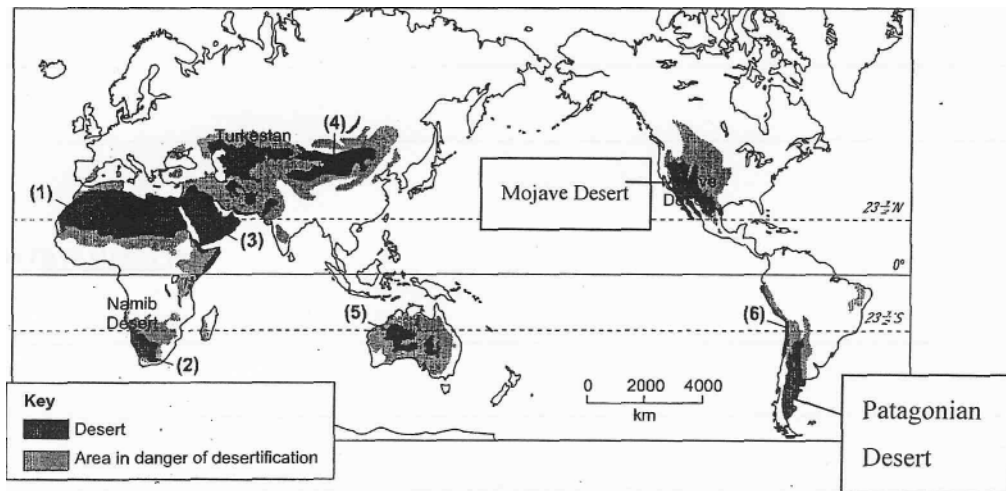 Turkestan
(4)
Mojave Desert
(1)
23½°N
(3)
0°
Namib
Desert
(5)
(6)
23½°S
(2)
0 2000 4000
km
Key
Desert
Area in danger of desertification
Patagonian
Desert